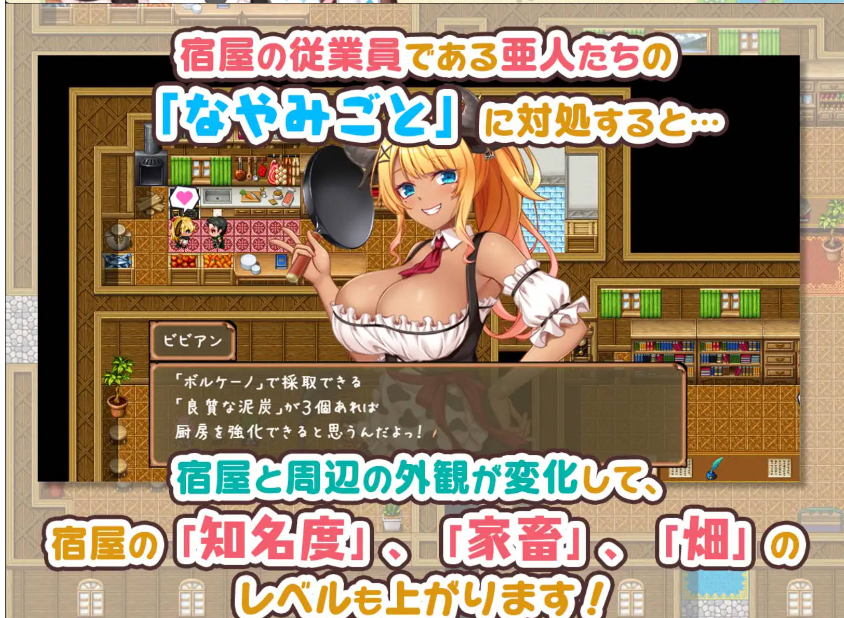 宿屋の従業員である亜人たちの
「なやみごと」に対処すると…
ビビアン
「ボルケーノ」で採取できる
「良質な泥炭」が3個あれば
厨房を強化できると思うんだよっ!
宿屋と周辺の外観が変化して、
宿屋の「知名度」、「家畜」、「畑」の
レベルも上がります!